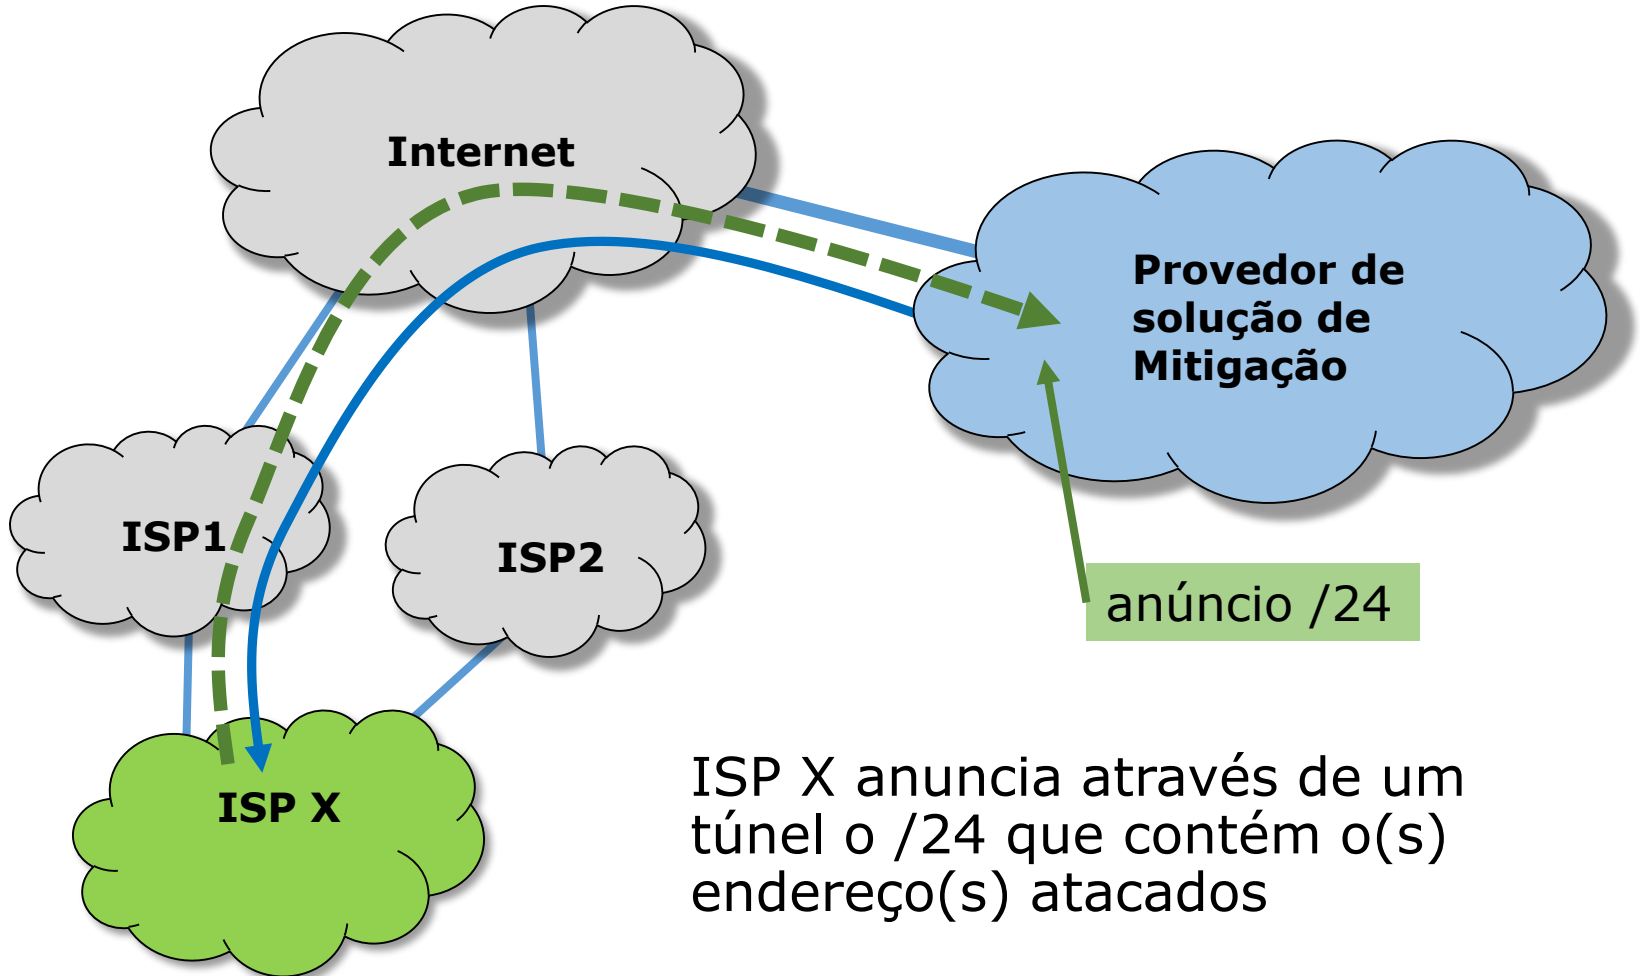 Internet
Provedor de
solução de
Mitigação
ISP1
ISP2
anúncio /24
ISP X
ISP X anuncia através de um
túnel o /24 que contém o(s)
endereço(s) atacados